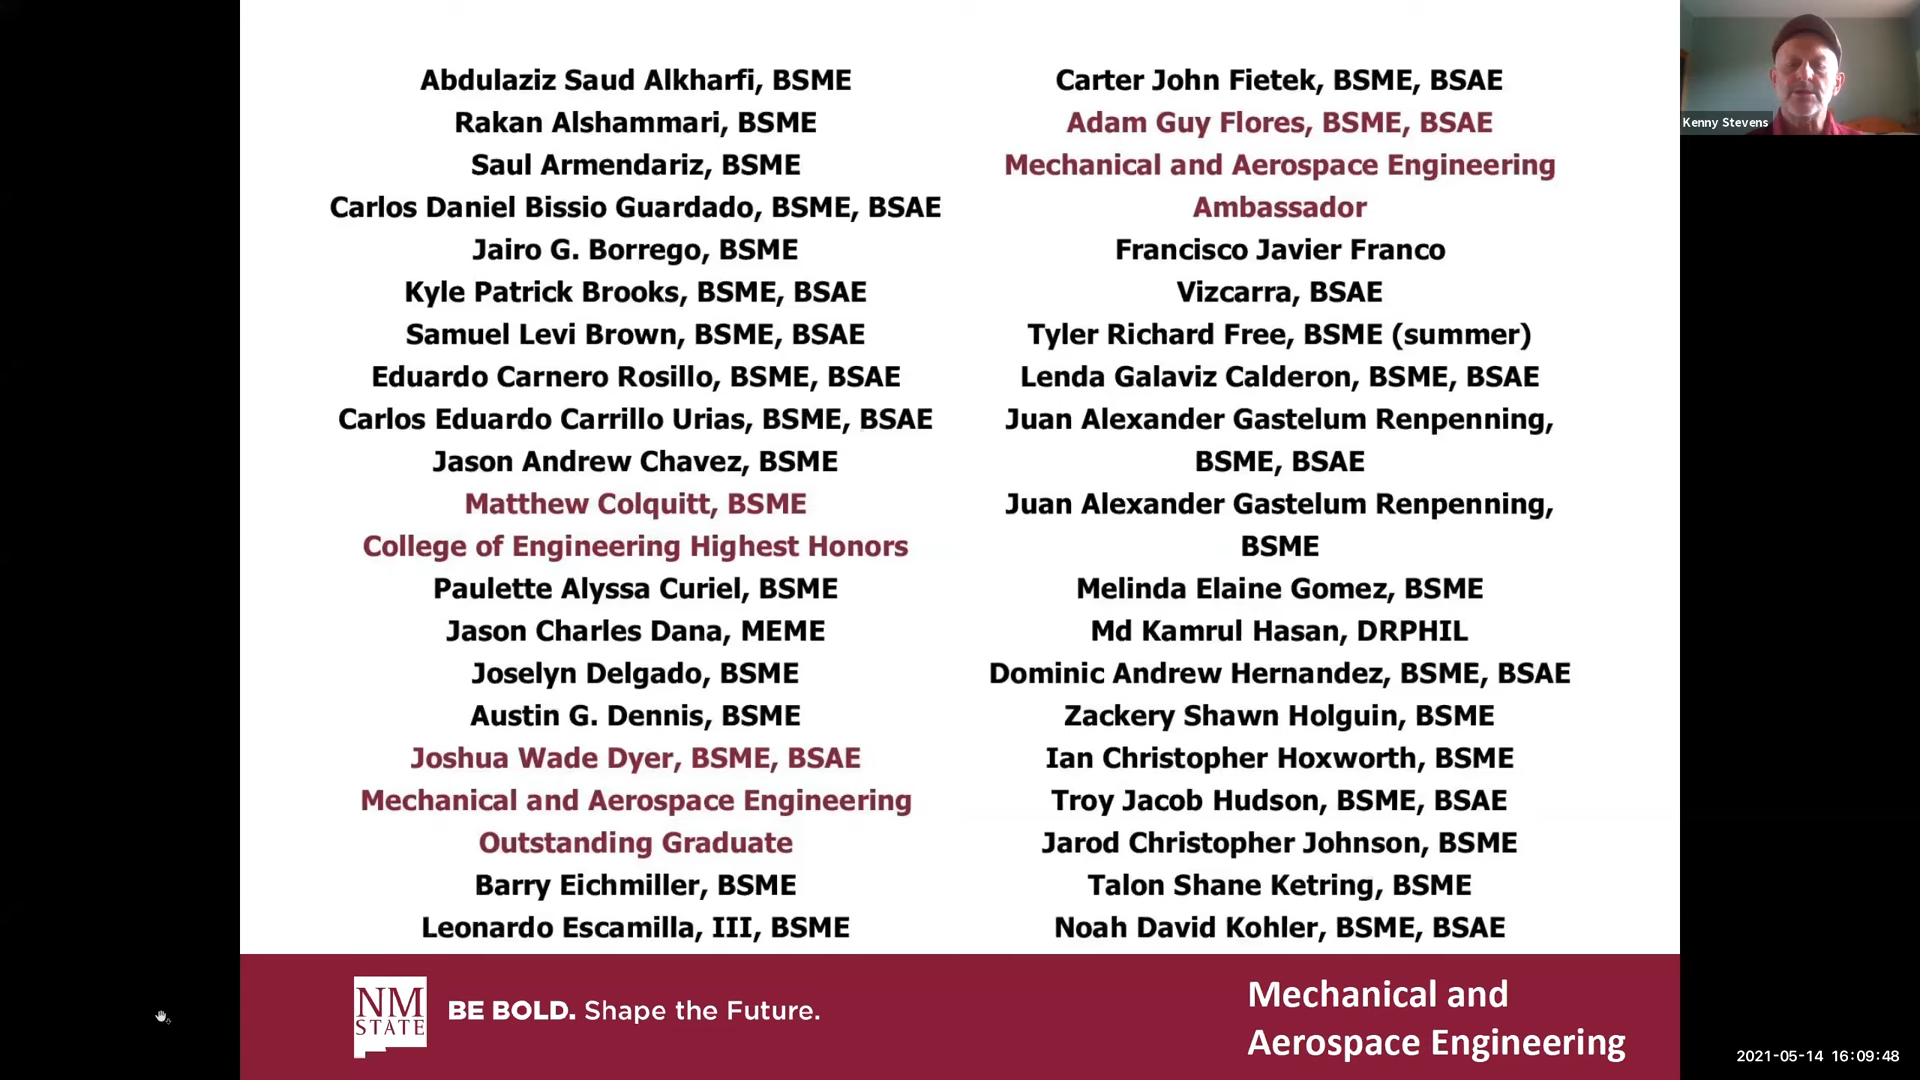 Abdulaziz Saud Alkharfi, BSME
Rakan Alshammari, BSME
Saul Armendariz, BSME
Carlos Daniel Bissio Guardado, BSME, BSAE
Jairo G. Borrego, BSME
Kyle Patrick Brooks, BSME, BSAE
Samuel Levi Brown, BSME, BSAE
Eduardo Carnero Rosillo, BSME, BSAE
Carlos Eduardo Carrillo Urias, BSME, BSAE
Jason Andrew Chavez, BSME
Matthew Colquitt, BSME
College of Engineering Highest Honors
Paulette Alyssa Curiel, BSME
Jason Charles Dana, MEME
Joselyn Delgado, BSME
Austin G. Dennis, BSME
Joshua Wade Dyer, BSME, BSAE
Mechanical and Aerospace Engineering
Outstanding Graduate
Barry Eichmiller, BSME
Leonardo Escamilla, III, BSME
Carter John Fietek, BSME, BSAE
Adam Guy Flores, BSME, BSAE
Mechanical and Aerospace Engineering
Ambassador
Francisco Javier Franco
Vizcarra, BSAE
Tyler Richard Free, BSME (summer)
Lenda Galaviz Calderon, BSME, BSAE
Juan Alexander Gastelum Renpenning,
BSME, BSAE
Juan Alexander Gastelum Renpenning,
BSME
Melinda Elaine Gomez, BSME
Md Kamrul Hasan, DRPHIL
Dominic Andrew Hernandez, BSME, BSAE
Zackery Shawn Holguin, BSME
Ian Christopher Hoxworth, BSME
Troy Jacob Hudson, BSME, BSAE
Jarod Christopher Johnson, BSME
Talon Shane Ketring, BSME
Noah David Kohler, BSME, BSAE
Kenny Stevens
NM
STATE
BE BOLD. Shape the Future.
Mechanical and
Aerospace Engineering
2021-05-14 16:09:48